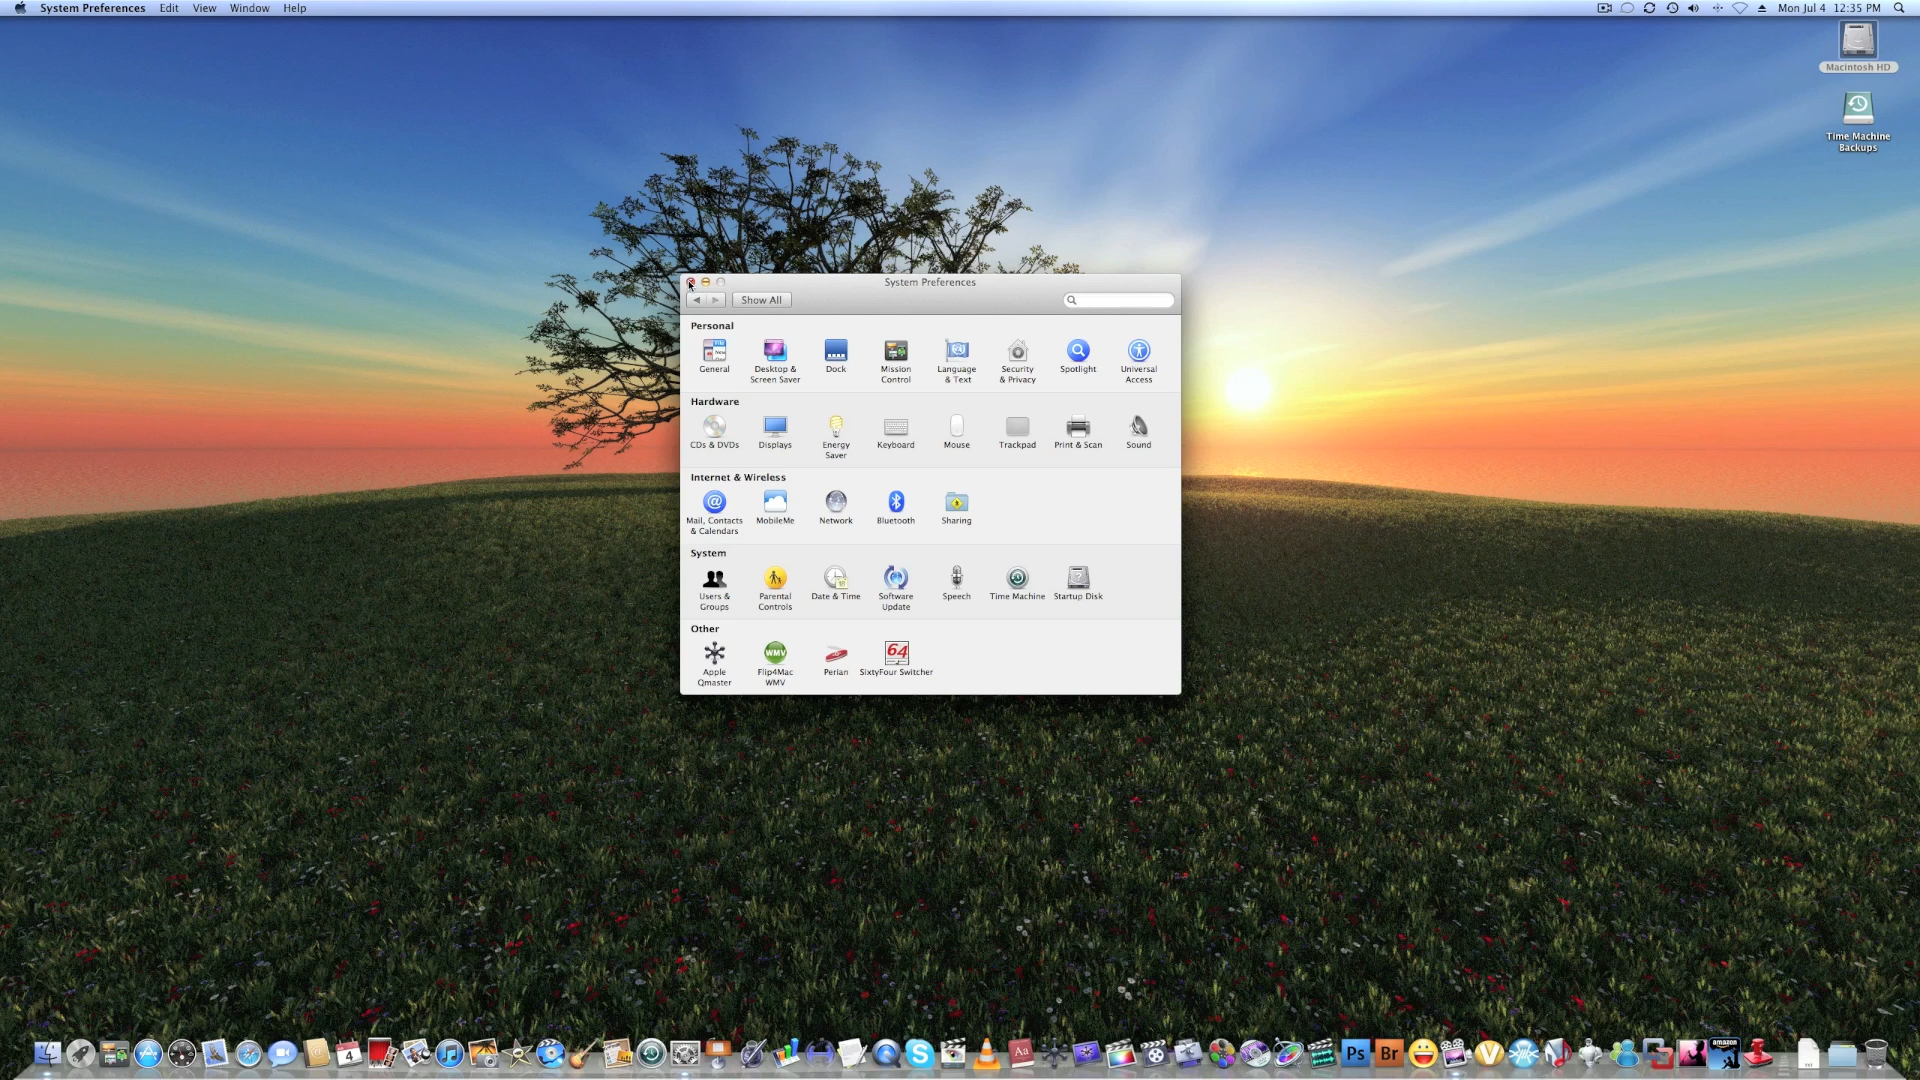 System Preferences Edit View Window Help
Mon Jul 4 12:35 PM
Macintosh HD
Time Machine
Backups
System Preferences
Show All
Personal
General
Desktop &
Screen Saver
Dock
Mission
Control
Language
& Text
Security
& Privacy
Spotlight
Universal
Access
Hardware
CDs & DVDs
Displays
Energy
Saver
Keyboard
Mouse
Trackpad
Print & Scan
Sound
Internet & Wireless
Mail, Contacts
& Calendars
MobileMe
Network
Bluetooth
Sharing
System
Users &
Groups
Parental
Controls
Date & Time
Software
Update
Speech
Time Machine
Startup Disk
Other
Apple
Qmaster
WMV
Flip4Mac
WMV
Perian
64
SixtyFour Switcher
4
Aa
Ps
Br
amazon